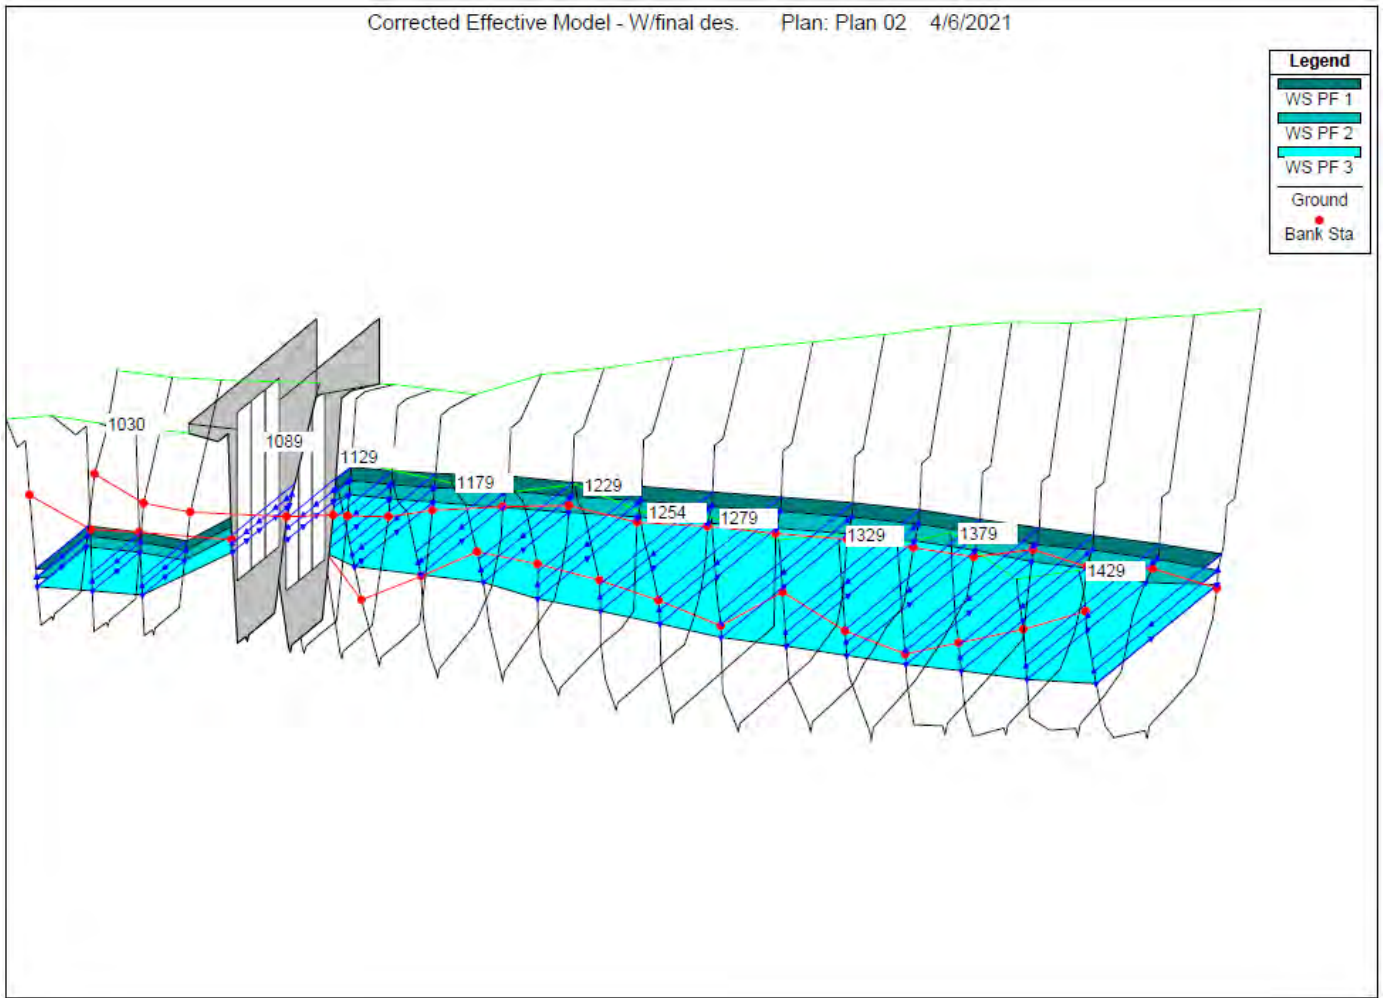 Corrected Effective Model - W/final des. Plan: Plan 02 4/6/2021
Legend
WS PF 1
WS PF 2
WS PF 3
Ground
Bank Sta
1030
1089
1129
1179
1229
1254
1279
1329
1379
1429